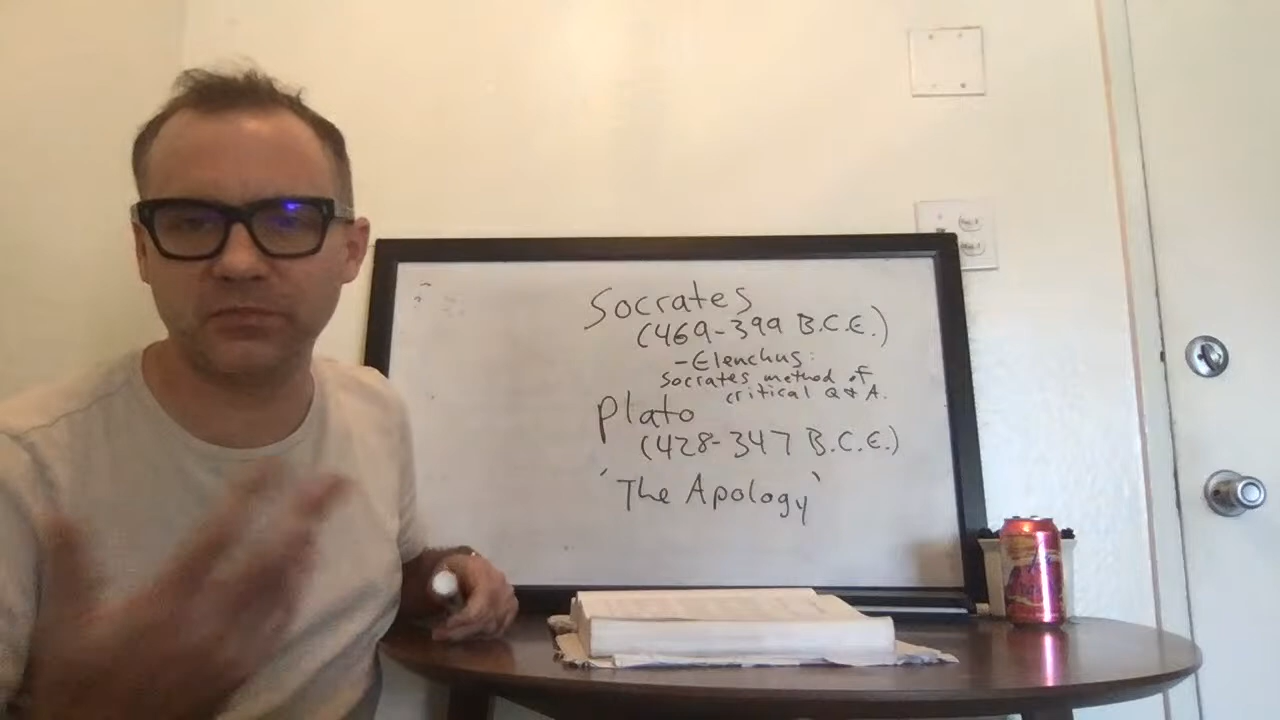 Socrates
(469-399 B.C.E.)
- Elenchus:
Socrates method of
critical Q & A.
Plato
(428-347 B.C.E.)
'The Apology'